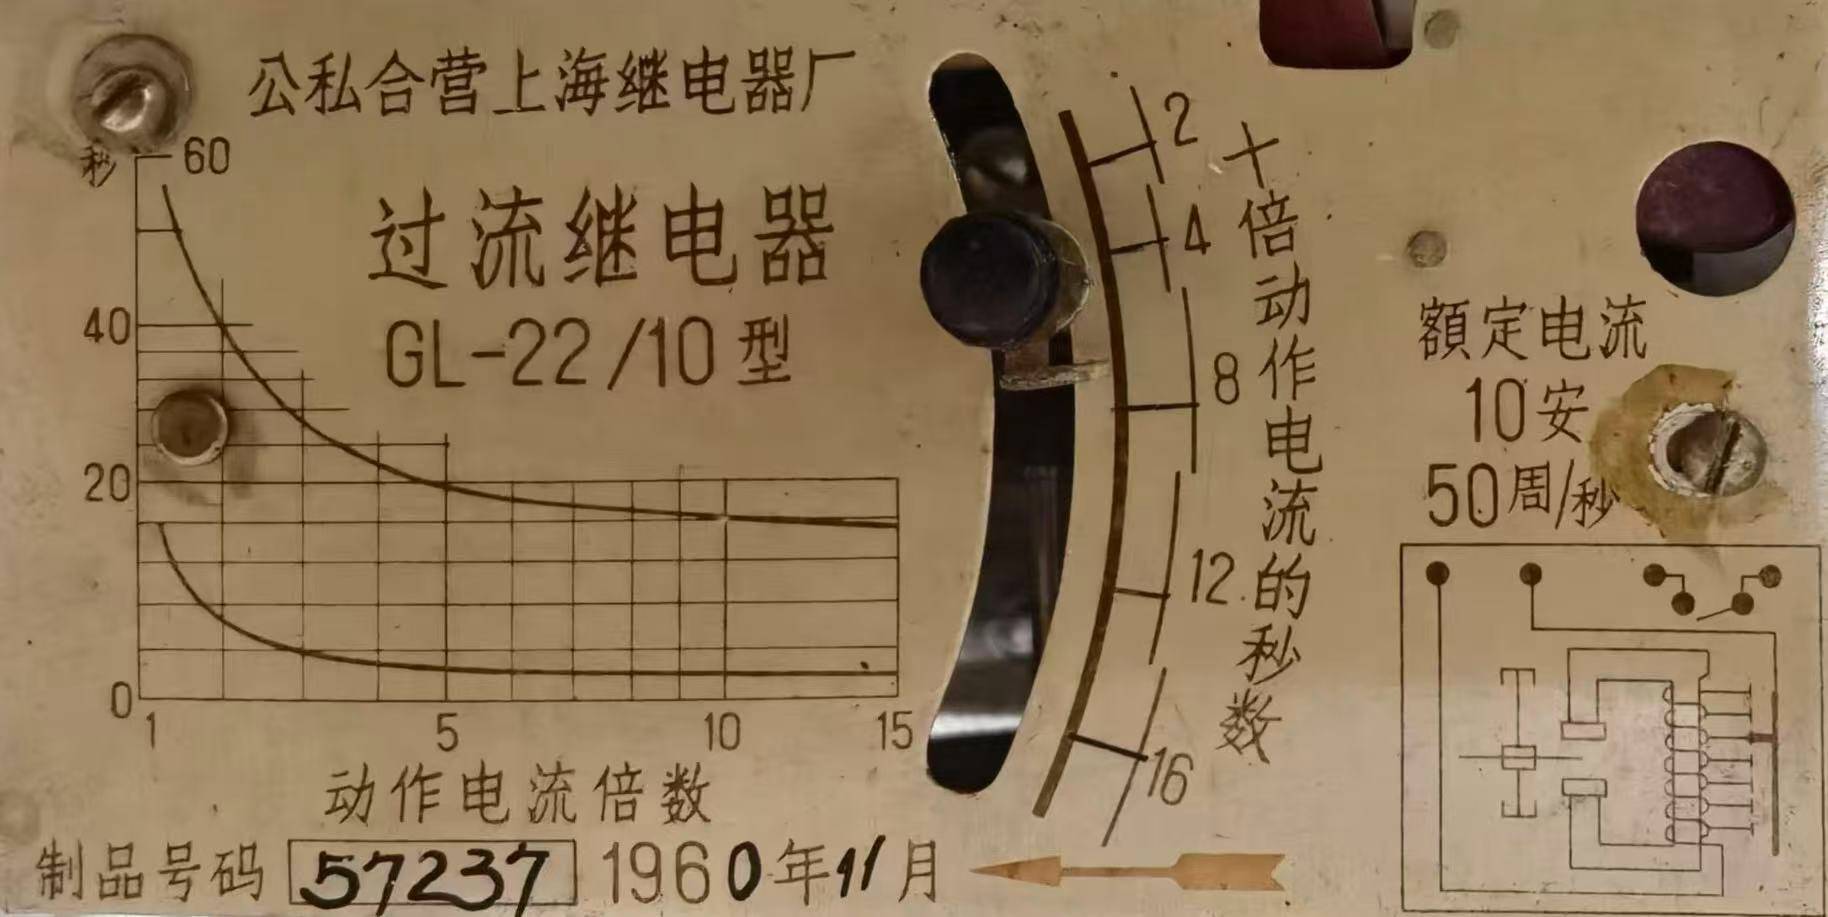 公私合营上海继电器厂
秒
60
过流继电器
GL-22/10型
40
20
0
1 5 10 15
动作电流倍数
制品号码 57237 1960年11月
2
4
8
12
16
十倍动作电流的秒数
額定电流
10安
50周/秒